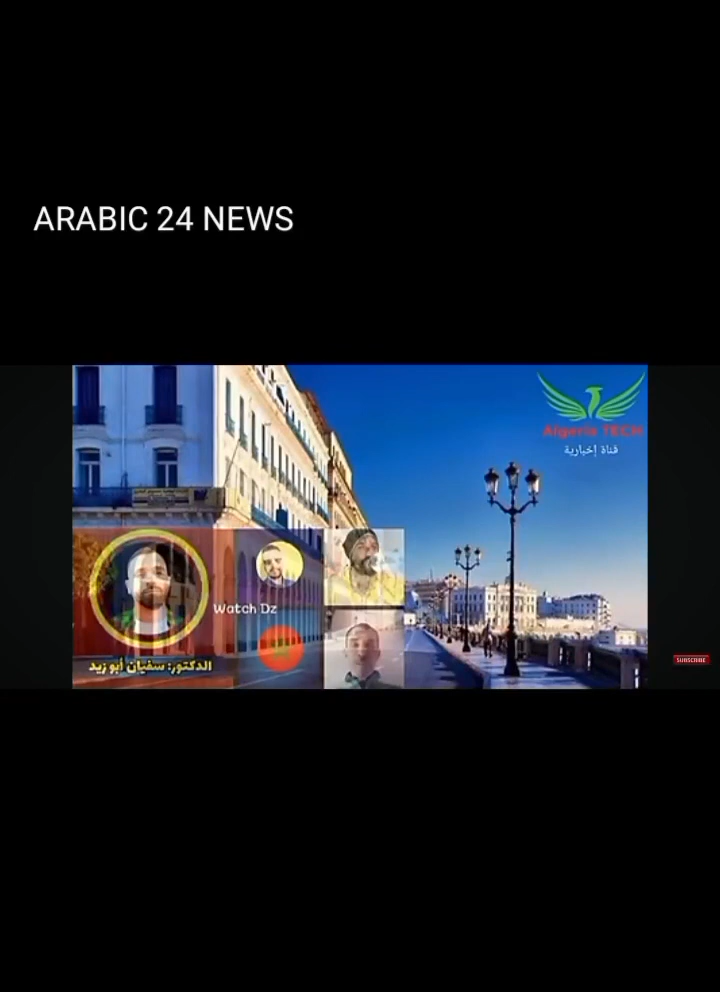 ARABIC 24 NEWS
Algeria TECH
قناة إخبارية
Watch Dz
الدكتور: سفيان أبو زيد
SUBSCRIBE